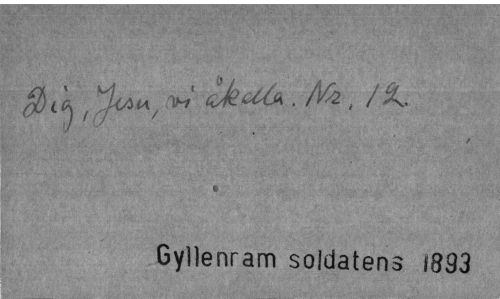 Dig, Jesu, vi åkalla. Nr. 12.
Gyllenram soldatens 1893